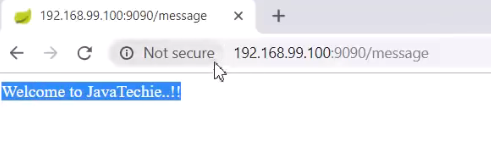 192.168.99.100:9090/message
Not secure
192.168.99.100:9090/message
Welcome to JavaTechie..!!